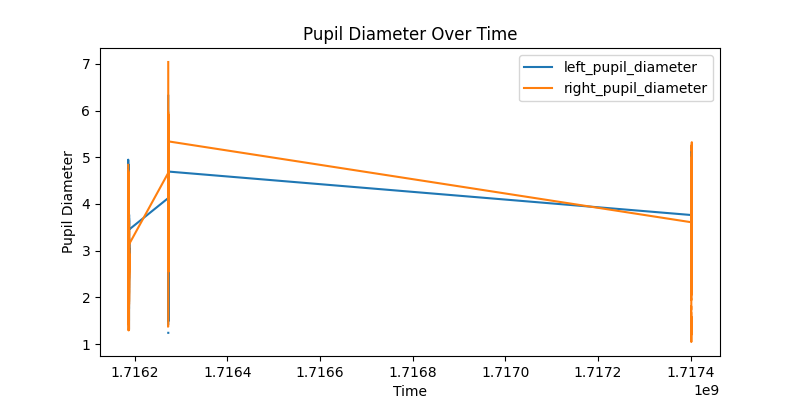 Pupil Diameter Over Time
left_pupil_diameter
right_pupil_diameter
Pupil Diameter
7
6
5
4
3
2
1
1.7162 1.7164 1.7166 1.7168 1.7170 1.7172 1.7174
1e9
Time